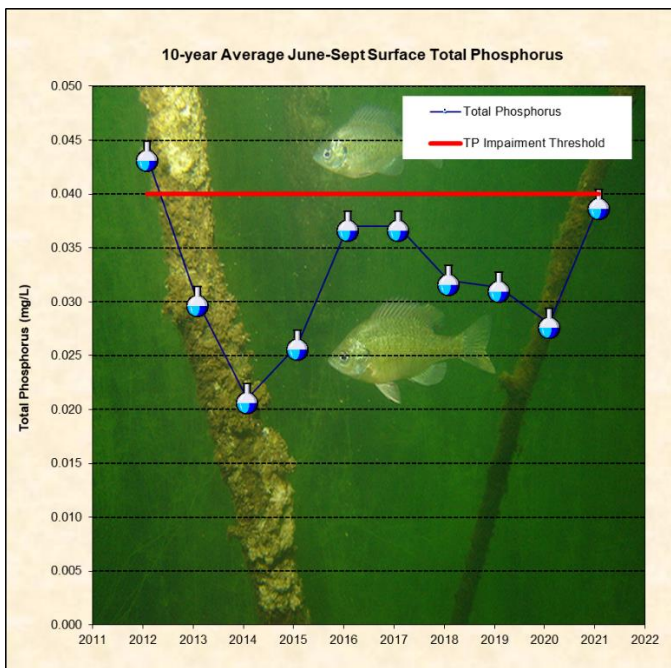 10-year Average June-Sept Surface Total Phosphorus
0.050
0.045
0.040
0.035
0.030
0.025
0.020
0.015
0.010
0.005
0.000
Total Phosphorus (mg/L)
Total Phosphorus
TP Impairment Threshold
2011 2012 2013 2014 2015 2016 2017 2018 2019 2020 2021 2022